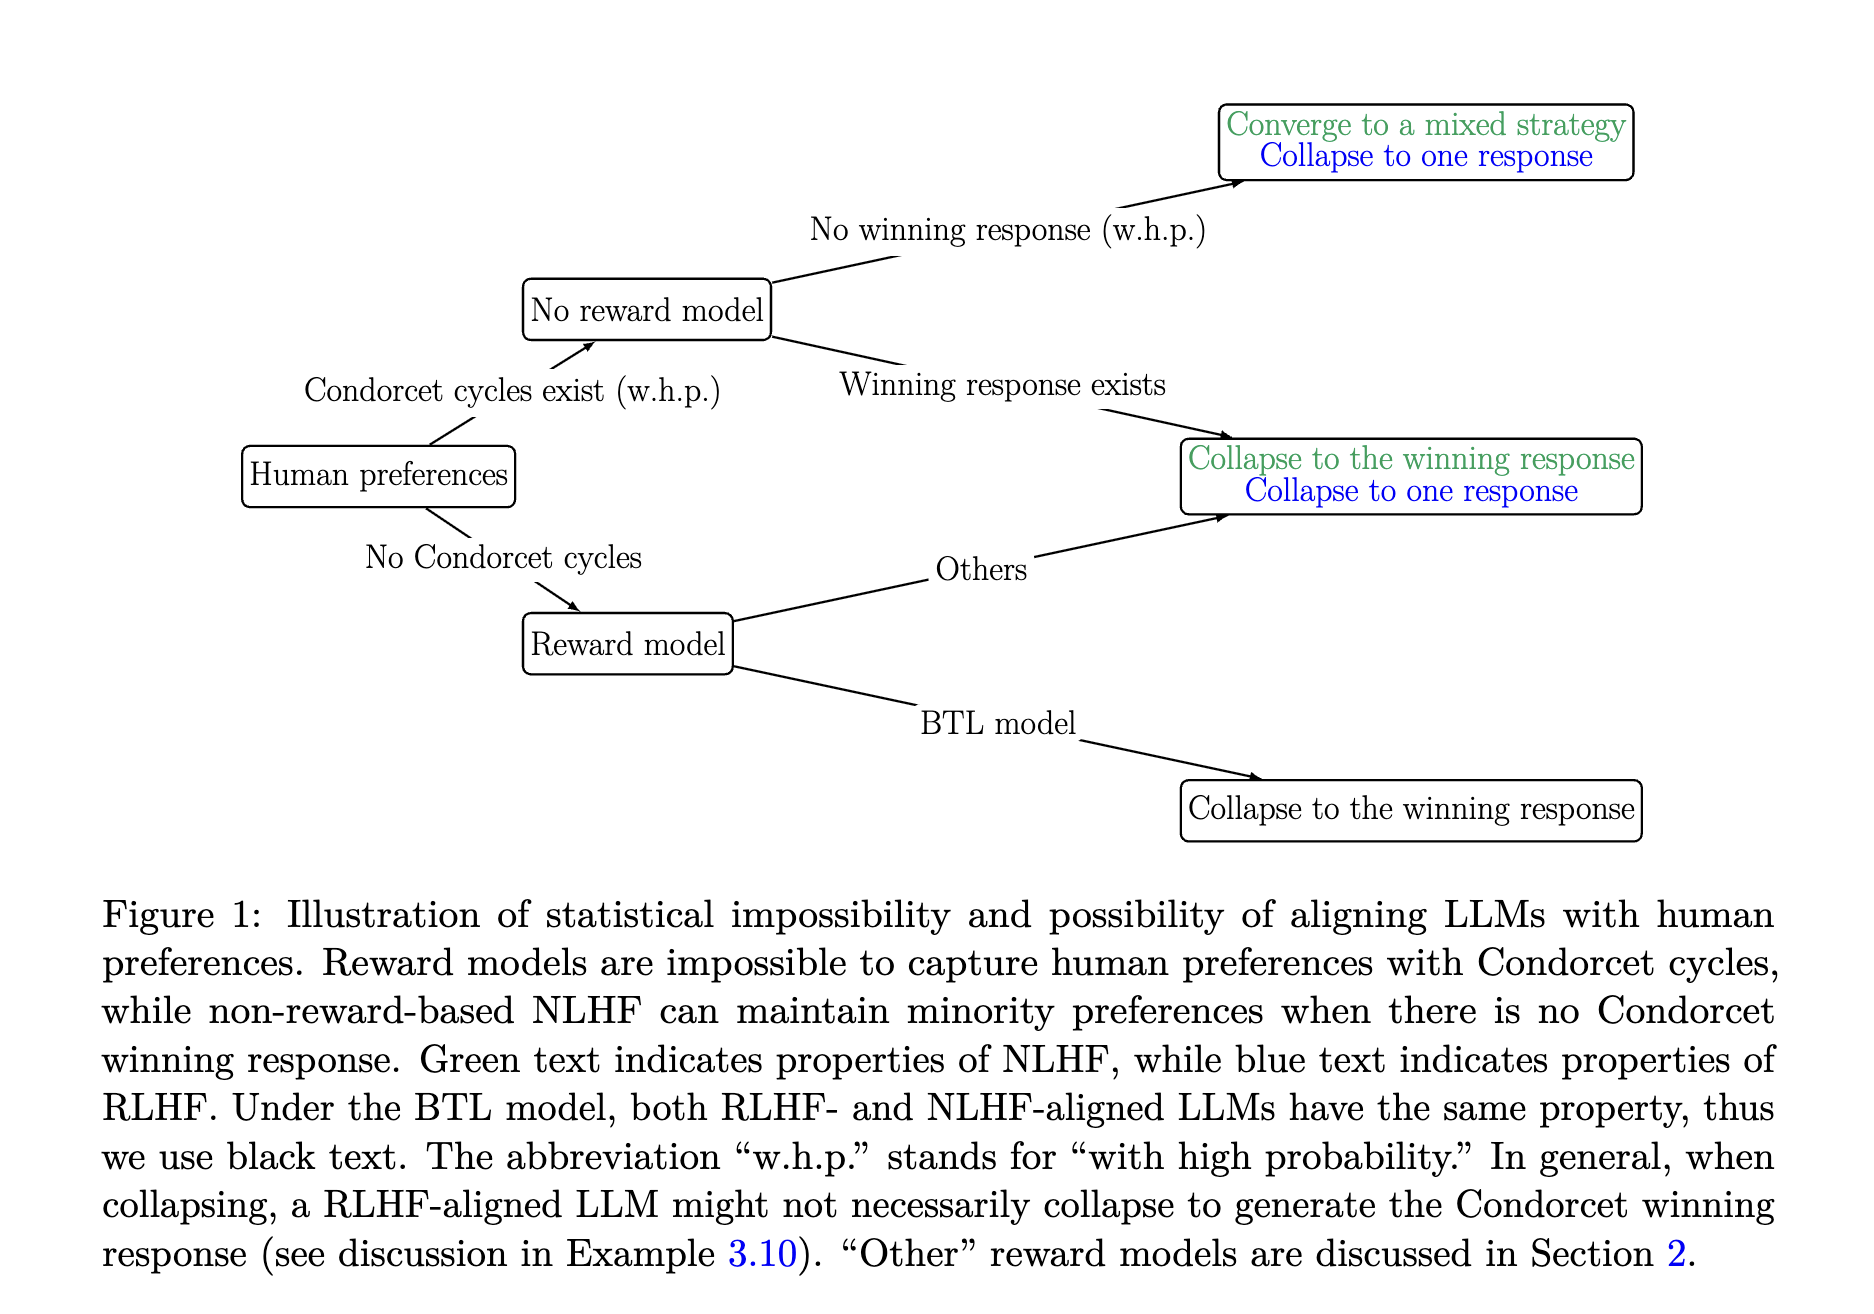 Converge to a mixed strategy
Collapse to one response
No winning response (w.h.p.)
No reward model
Condorcet cycles exist (w.h.p.)
Winning response exists
Human preferences
Collapse to the winning response
Collapse to one response
No Condorcet cycles
Others
Reward model
BTL model
Collapse to the winning response
Figure 1: Illustration of statistical impossibility and possibility of aligning LLMs with human
preferences. Reward models are impossible to capture human preferences with Condorcet cycles,
while non-reward-based NLHF can maintain minority preferences when there is no Condorcet
winning response. Green text indicates properties of NLHF, while blue text indicates properties of
RLHF. Under the BTL model, both RLHF- and NLHF-aligned LLMs have the same property, thus
we use black text. The abbreviation “w.h.p.” stands for “with high probability.” In general, when
collapsing, a RLHF-aligned LLM might not necessarily collapse to generate the Condorcet winning
response (see discussion in Example 3.10). “Other” reward models are discussed in Section 2.